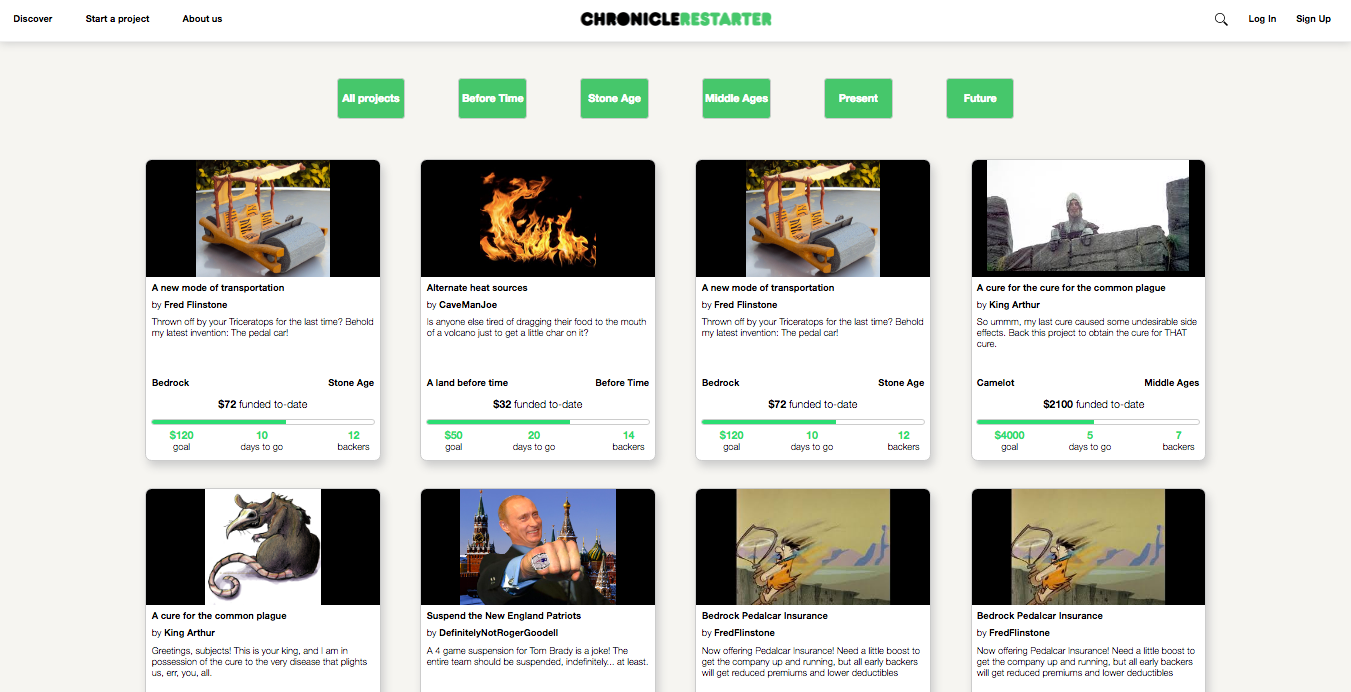 Discover Start a project About us CHRONICLERESTARTER Log In Sign Up
All projects Before Time Stone Age Middle Ages Present Future
A new mode of transportation
by Fred Flinstone
Thrown off by your Triceratops for the last time? Behold
my latest invention: The pedal car!
Bedrock Stone Age
$72 funded to-date
$120 10 12
goal days to go backers
Alternate heat sources
by CaveManJoe
Is anyone else tired of dragging their food to the mouth
of a volcano just to get a little char on it?
A land before time Before Time
$32 funded to-date
$50 20 14
goal days to go backers
A new mode of transportation
by Fred Flinstone
Thrown off by your Triceratops for the last time? Behold
my latest invention: The pedal car!
Bedrock Stone Age
$72 funded to-date
$120 10 12
goal days to go backers
A cure for the cure for the common plague
by King Arthur
So ummm, my last cure caused some undesirable side
effects. Back this project to obtain the cure for THAT
cure.
Camelot Middle Ages
$2100 funded to-date
$4000 5 7
goal days to go backers
A cure for the common plague
by King Arthur
Greetings, subjects! This is your king, and I am in
possession of the cure to the very disease that plights
us, err, you, all.
Suspend the New England Patriots
by DefinitelyNotRogerGoodell
A 4 game suspension for Tom Brady is a joke! The
entire team should be suspended, indefinitely... at least.
Bedrock Pedalcar Insurance
by FredFlinstone
Now offering Pedalcar Insurance! Need a little boost to
get the company up and running, but all early backers
will get reduced premiums and lower deductibles
Bedrock Pedalcar Insurance
by FredFlinstone
Now offering Pedalcar Insurance! Need a little boost to
get the company up and running, but all early backers
will get reduced premiums and lower deductibles